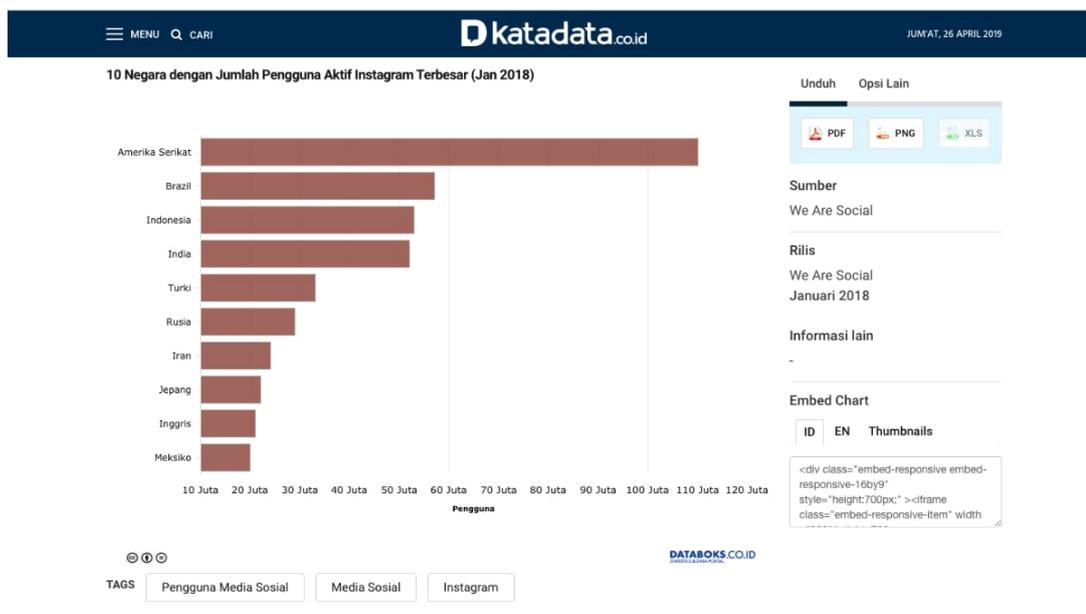 MENU CARI
katadata.co.id
JUM'AT, 26 APRIL 2019
10 Negara dengan Jumlah Pengguna Aktif Instagram Terbesar (Jan 2018)
Amerika Serikat
Brazil
Indonesia
India
Turki
Rusia
Iran
Jepang
Inggris
Meksiko
10 Juta 20 Juta 30 Juta 40 Juta 50 Juta 60 Juta 70 Juta 80 Juta 90 Juta 100 Juta 110 Juta 120 Juta
Pengguna
DATABOKS.CO.ID
TAGS Pengguna Media Sosial Media Sosial Instagram
Unduh Opsi Lain
PDF PNG XLS
Sumber
We Are Social
Rilis
We Are Social
Januari 2018
Informasi lain
-
Embed Chart
ID EN Thumbnails
<div class="embed-responsive embed-
responsive-16by9"
style="height:700px;" ><iframe
class="embed-responsive-item" width